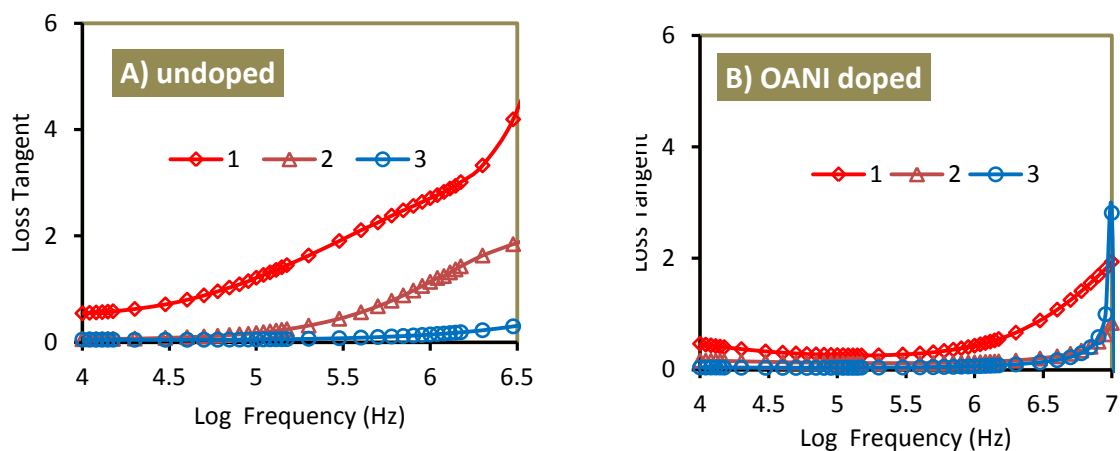 A) undoped
Loss Tangent
6
4
2
0
1 2 3
4 4.5 5 5.5 6 6.5
Log Frequency (Hz)
B) OANI doped
Loss Tangent
6
4
2
0
1 2 3
4 4.5 5 5.5 6 6.5 7
Log Frequency (Hz)